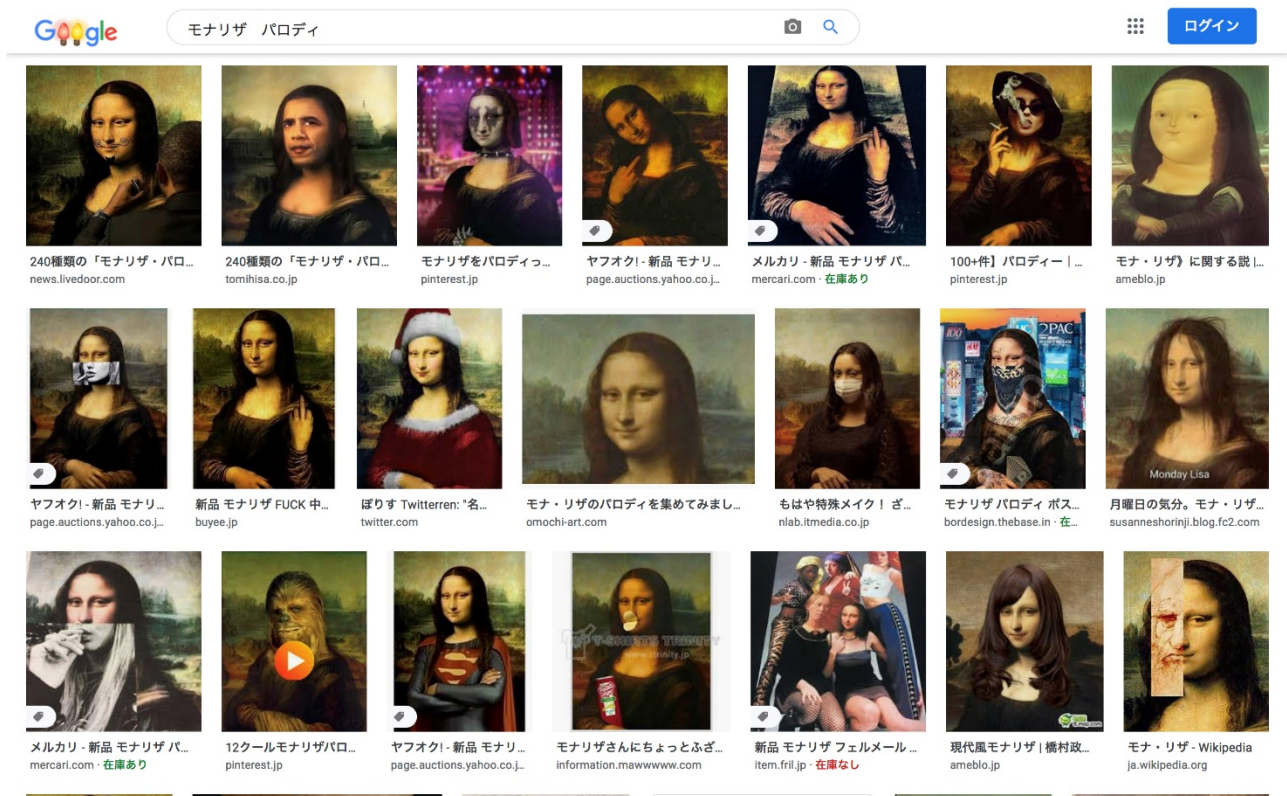 Google
モナリザ　パロディ
ログイン
240種類の「モナリザ・パロ...
news.livedoor.com
240種類の「モナリザ・パロ...
tomihisa.co.jp
モナリザをパロディっ...
pinterest.jp
ヤフオク! - 新品 モナリ...
page.auctions.yahoo.co.j...
メルカリ - 新品 モナリザ パ...
mercari.com · 在庫あり
100+件】パロディー｜...
pinterest.jp
モナ・リザ》に関する説 |...
ameblo.jp
2PAC
H&M
Monday Lisa
ヤフオク! - 新品 モナリ...
page.auctions.yahoo.co.j...
新品 モナリザ FUCK 中...
buyee.jp
ぽりす Twitterren: "名...
twitter.com
モナ・リザのパロディを集めてみまし...
omochi-art.com
もはや特殊メイク！ ざ...
nlab.itmedia.co.jp
モナリザ パロディ ポス...
bordesign.thebase.in · 在...
月曜日の気分。モナ・リザ...
susanneshorinji.blog.fc2.com
T-SHIRTS TRINITY
www.ttrinity.jp
メルカリ - 新品 モナリザ パ...
mercari.com · 在庫あり
12クールモナリザパロ...
pinterest.jp
ヤフオク! - 新品 モナリ...
page.auctions.yahoo.co.j...
モナリザさんにちょっとふざ...
information.mawwwww.com
新品 モナリザ フェルメール ...
item.fril.jp · 在庫なし
現代風モナリザ | 橋村政...
ameblo.jp
モナ・リザ - Wikipedia
ja.wikipedia.org